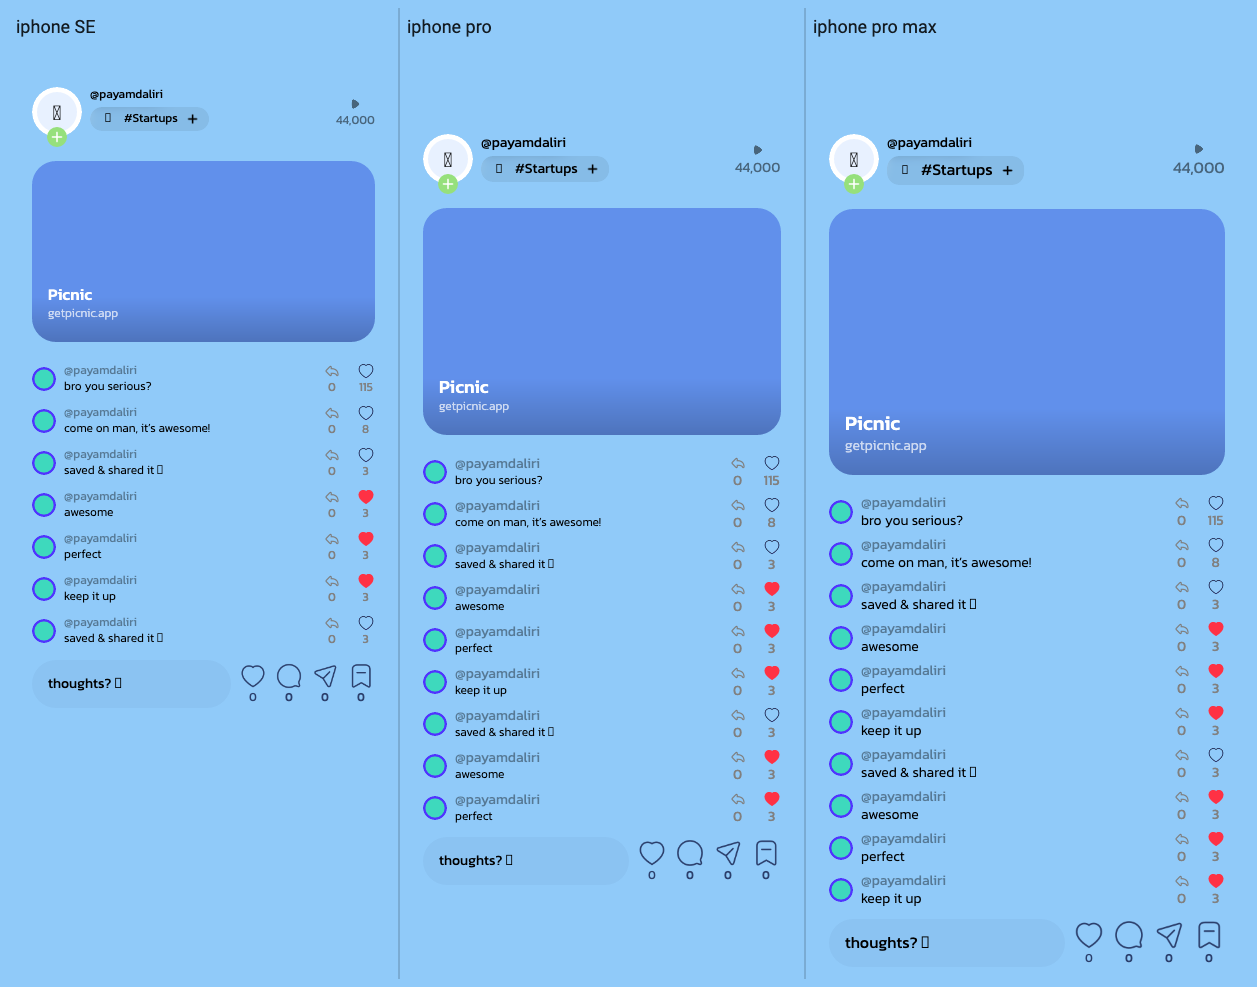 iphone SE
@payamdaliri
#Startups +
44,000
Picnic
getpicnic.app
@payamdaliri
bro you serious?
0 115
@payamdaliri
come on man, it's awesome!
0 8
@payamdaliri
saved & shared it
0 3
@payamdaliri
awesome
0 3
@payamdaliri
perfect
0 3
@payamdaliri
keep it up
0 3
@payamdaliri
saved & shared it
0 3
thoughts?
0 0 0 0
iphone pro
@payamdaliri
#Startups +
44,000
Picnic
getpicnic.app
@payamdaliri
bro you serious?
0 115
@payamdaliri
come on man, it's awesome!
0 8
@payamdaliri
saved & shared it
0 3
@payamdaliri
awesome
0 3
@payamdaliri
perfect
0 3
@payamdaliri
keep it up
0 3
@payamdaliri
saved & shared it
0 3
@payamdaliri
awesome
0 3
@payamdaliri
perfect
0 3
thoughts?
0 0 0 0
iphone pro max
@payamdaliri
#Startups +
44,000
Picnic
getpicnic.app
@payamdaliri
bro you serious?
0 115
@payamdaliri
come on man, it's awesome!
0 8
@payamdaliri
saved & shared it
0 3
@payamdaliri
awesome
0 3
@payamdaliri
perfect
0 3
@payamdaliri
keep it up
0 3
@payamdaliri
saved & shared it
0 3
@payamdaliri
awesome
0 3
@payamdaliri
perfect
0 3
@payamdaliri
keep it up
0 3
thoughts?
0 0 0 0